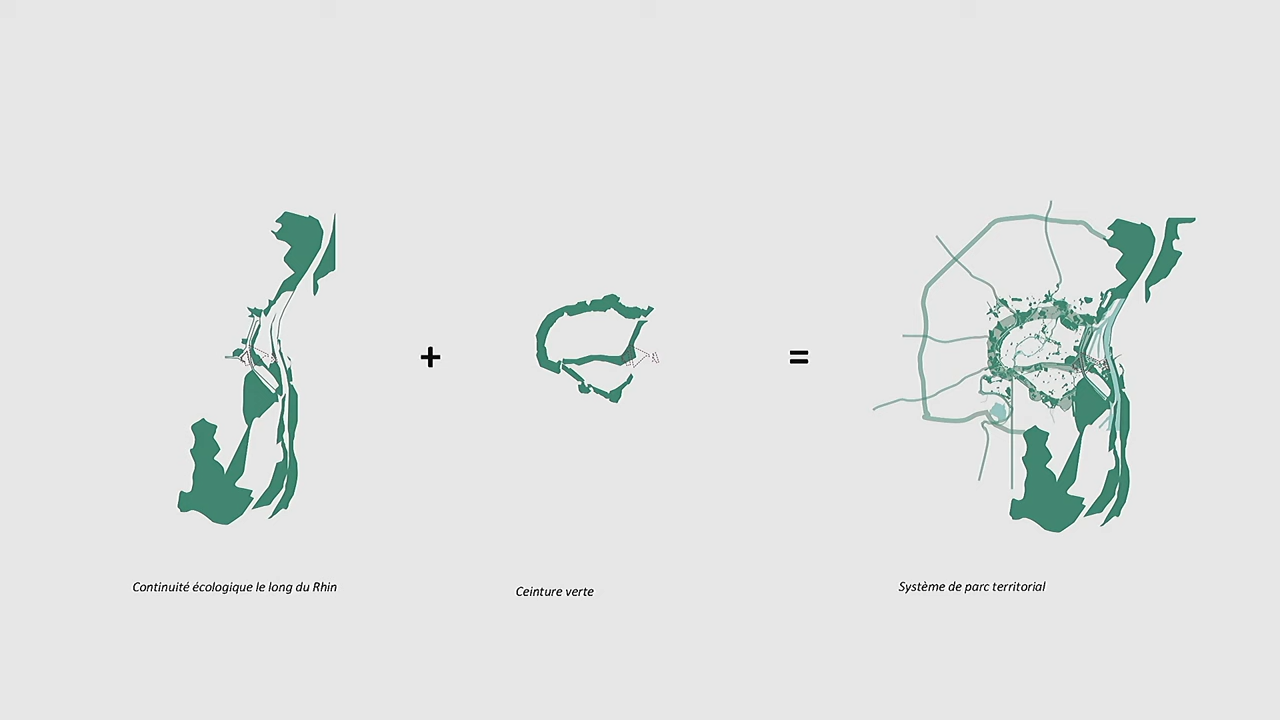 +
=
Continuité écologique le long du Rhin
Ceinture verte
Système de parc territorial